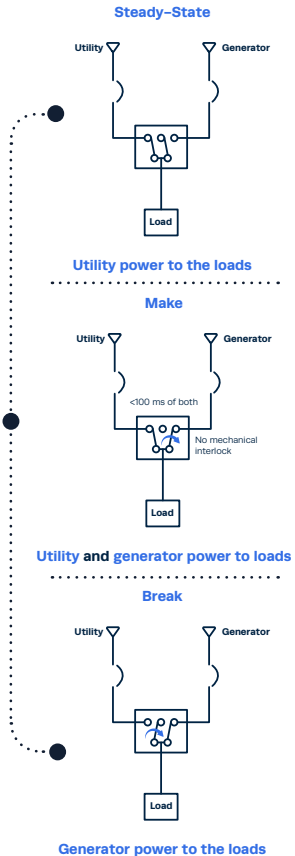 Steady-State
Utility
Generator
Load
Utility power to the loads
Make
Utility
Generator
<100 ms of both
No mechanical
interlock
Load
Utility and generator power to loads
Break
Utility
Generator
Load
Generator power to the loads